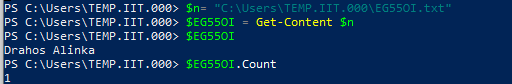 PS C:\Users\TEMP.IIT.000> $n= "C:\Users\TEMP.IIT.000\EG55OI.txt"
PS C:\Users\TEMP.IIT.000> $EG55OI = Get-Content $n
PS C:\Users\TEMP.IIT.000> $EG55OI
Drahos Alinka
PS C:\Users\TEMP.IIT.000> $EG55OI.Count
1